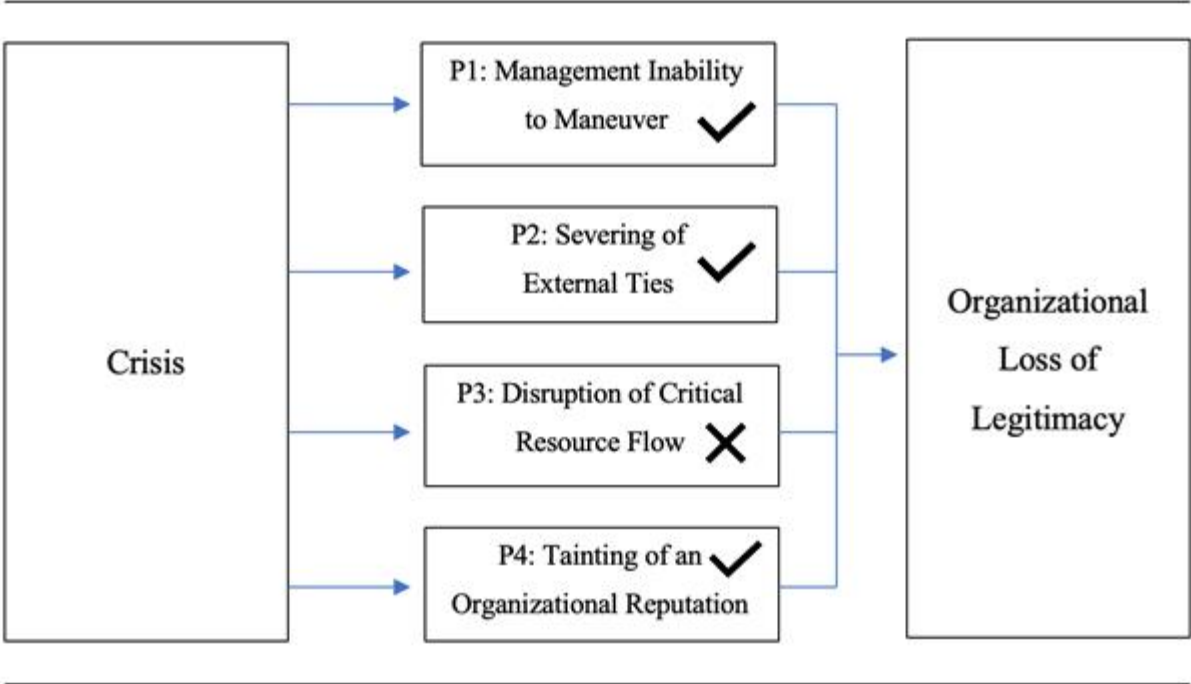 Crisis
P1: Management Inability
to Maneuver
P2: Severing of
External Ties
P3: Disruption of Critical
Resource Flow
P4: Tainting of an
Organizational Reputation
Organizational
Loss of
Legitimacy